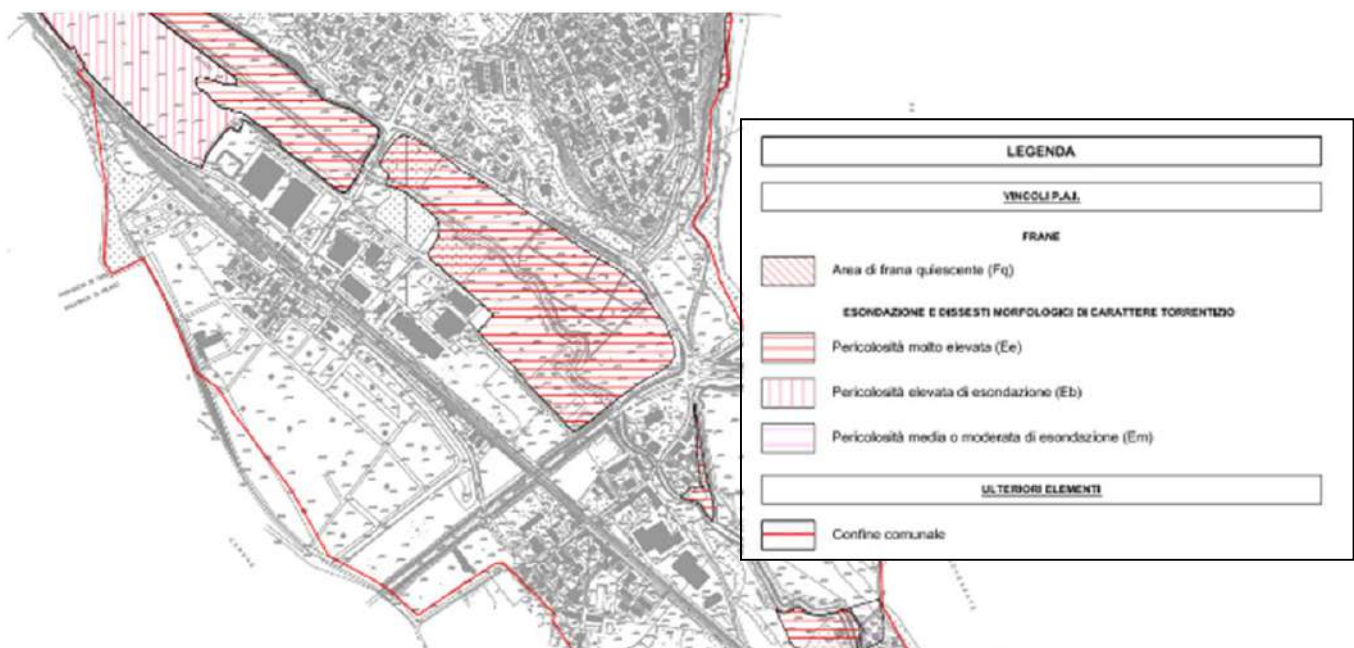 LEGENDA
VINCOLI P.A.I.
FRANE
Area di frana quiescente (Fq)
ESONDAZIONE E DISSESTI MORFOLOGICI DI CARATTERE TORRENTIZIO
Pericolosità molto elevata (Ee)
Pericolosità elevata di esondazione (Eb)
Pericolosità media o moderata di esondazione (Em)
ULTERIORI ELEMENTI
Confine comunale